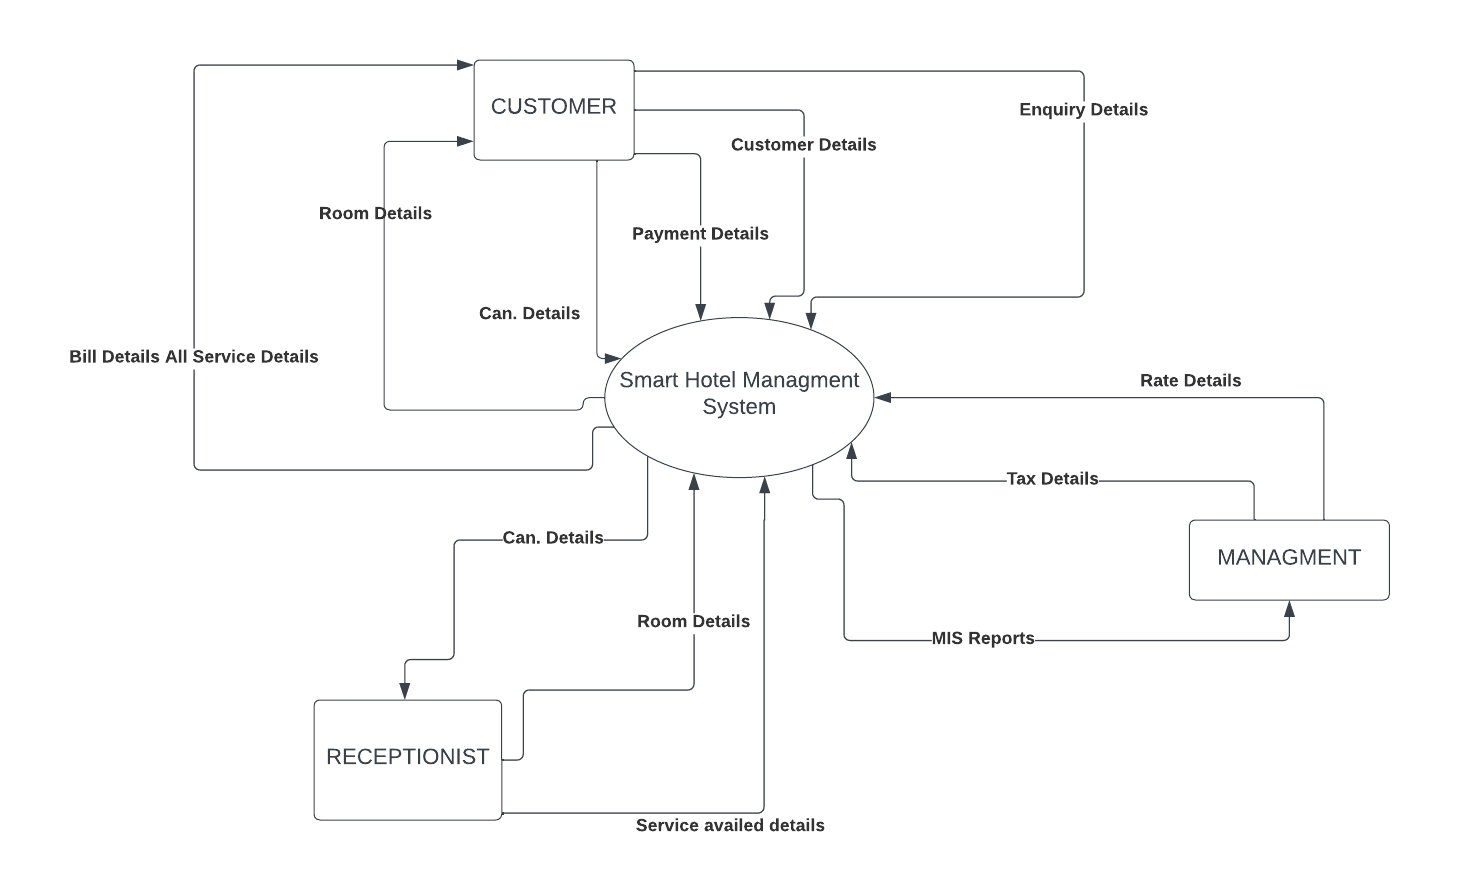 CUSTOMER
Enquiry Details
Customer Details
Room Details
Payment Details
Can. Details
Bill Details All Service Details
Smart Hotel Managment
System
Rate Details
Tax Details
Can. Details
MANAGMENT
Room Details
MIS Reports
RECEPTIONIST
Service availed details